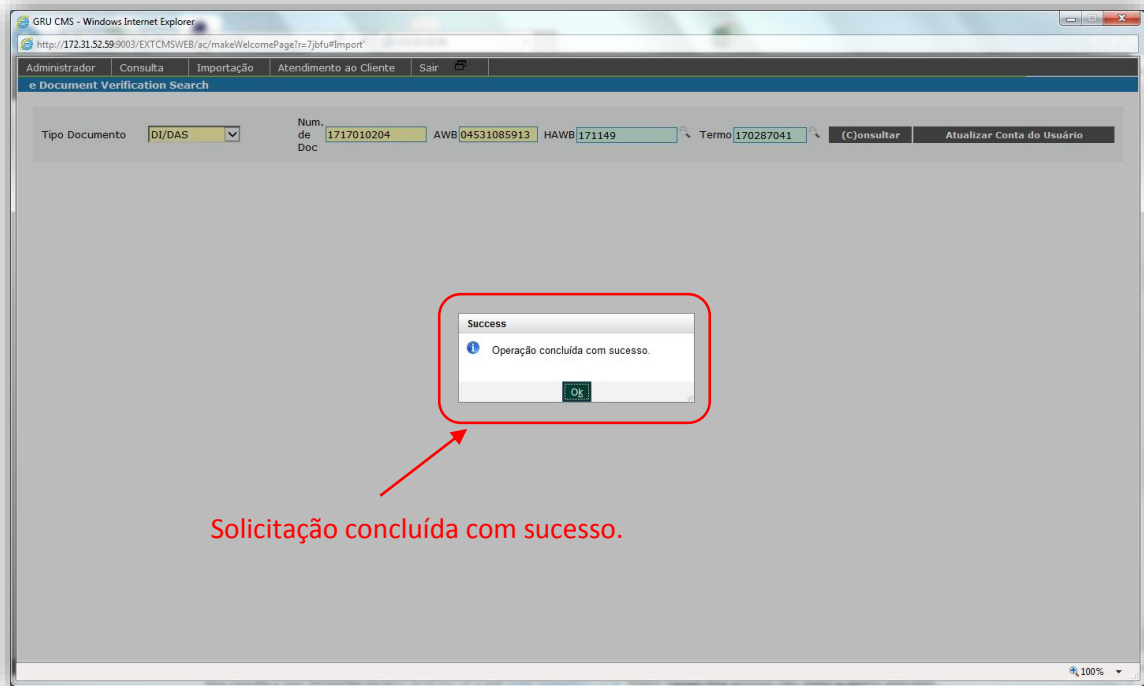 GRU CMS - Windows Internet Explorer
http://172.31.52.59:9003/EXTCMSWEB/ac/makeWelcomePage?r=7jbfu#Import'
Administrador Consulta Importação Atendimento ao Cliente Sair
e Document Verification Search
Tipo Documento DI/DAS Num. de Doc 1717010204 AWB 04531085913 HAWB 171149 Termo 170287041 (C)onsultar Atualizar Conta do Usuário
Success
Operação concluída com sucesso.
Ok
Solicitação concluída com sucesso.
100%